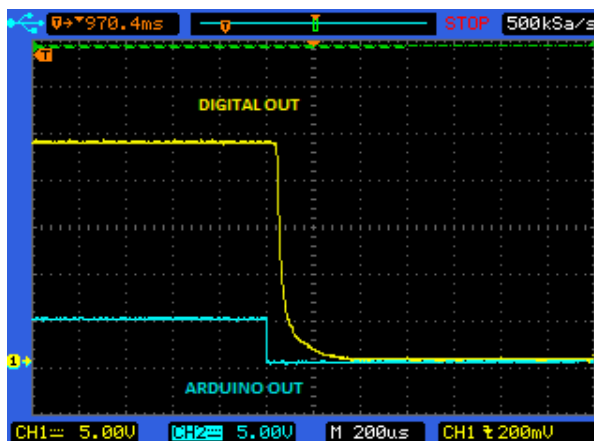 970.4ms STOP 500kSa/s
T
DIGITAL OUT
1
ARDUINO OUT
CH1 5.00V CH2 5.00V M 200us CH1 200mV